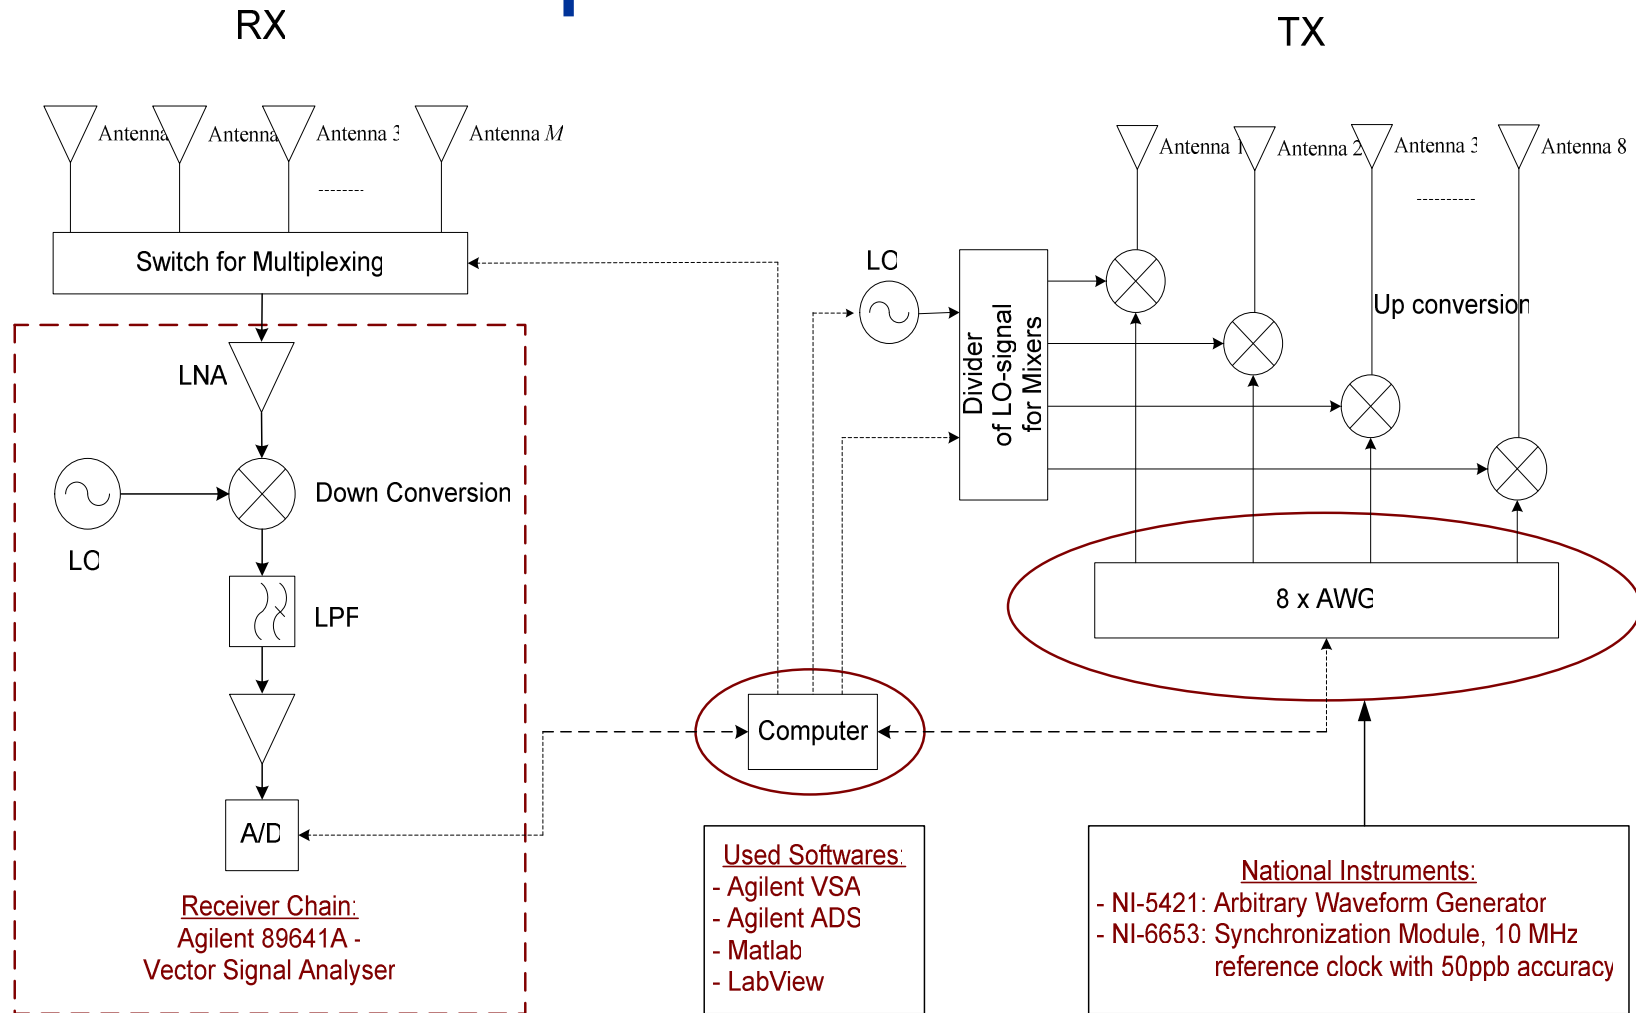 RX
TX
Antenna
Antenna
Antenna 3
Antenna M
Antenna 1
Antenna 2
Antenna 3
Antenna 8
Switch for Multiplexing
LO
Divider
of LO-signal
for Mixers
Up conversion
LNA
Down Conversion
LO
LPF
8 x AWG
Computer
A/D
Used Softwares:
- Agilent VSA
- Agilent ADS
- Matlab
- LabView
National Instruments:
- NI-5421: Arbitrary Waveform Generator
- NI-6653: Synchronization Module, 10 MHz
reference clock with 50ppb accuracy
Receiver Chain:
Agilent 89641A -
Vector Signal Analyser